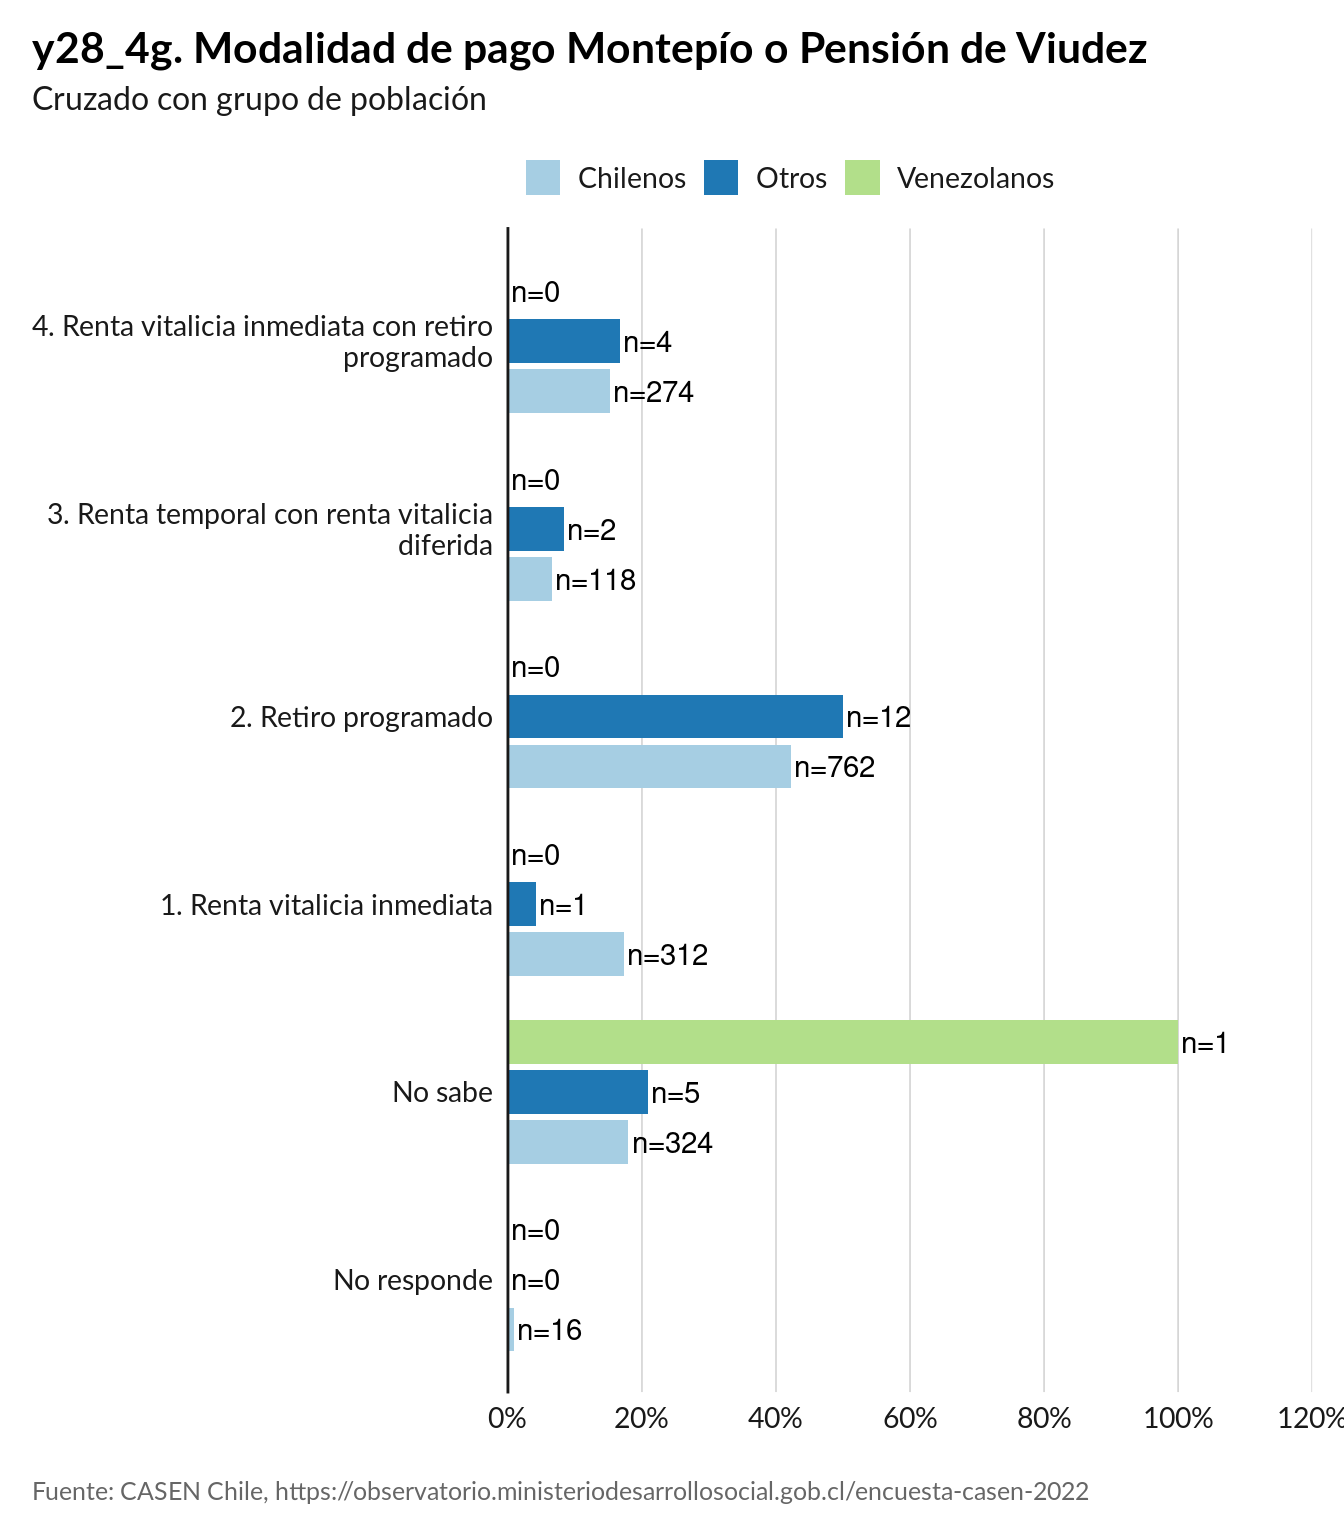 y28_4g. Modalidad de pago Montepío o Pensión de Viudez
Cruzado con grupo de población
Chilenos Otros Venezolanos
n=0
4. Renta vitalicia inmediata con retiro
programado
n=4
n=274
n=0
3. Renta temporal con renta vitalicia
diferida
n=2
n=118
n=0
2. Retiro programado
n=12
n=762
n=0
1. Renta vitalicia inmediata
n=1
n=312
n=1
No sabe
n=5
n=324
n=0
No responde
n=0
n=16
0% 20% 40% 60% 80% 100% 120%
Fuente: CASEN Chile, https://observatorio.ministeriodesarrollosocial.gob.cl/encuesta-casen-2022